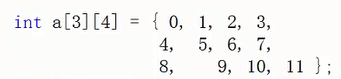 int a[3][4] = { 0, 1, 2, 3,
4, 5, 6, 7,
8, 9, 10, 11 };